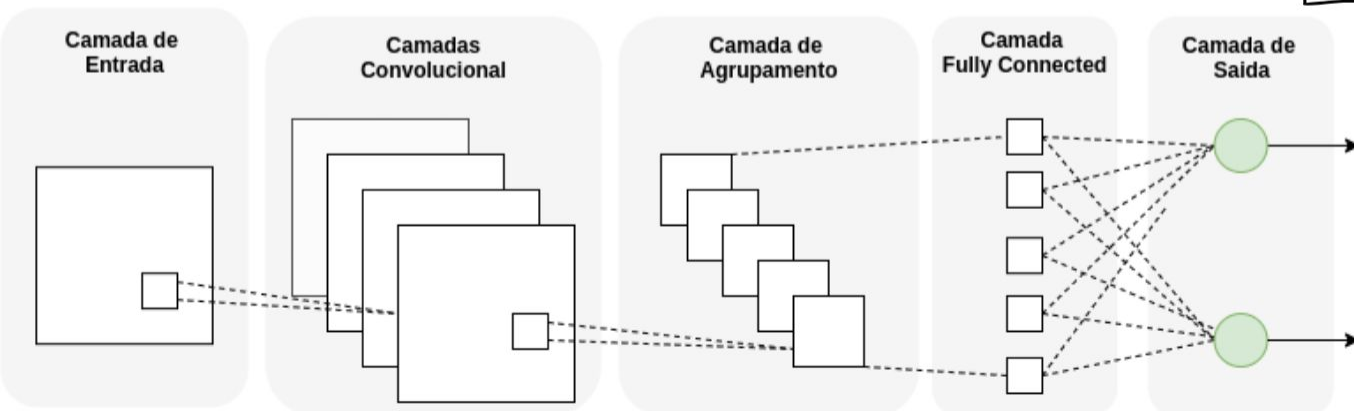 Camada de
Entrada
Camadas
Convolucional
Camada de
Agrupamento
Camada
Fully Connected
Camada de
Saida